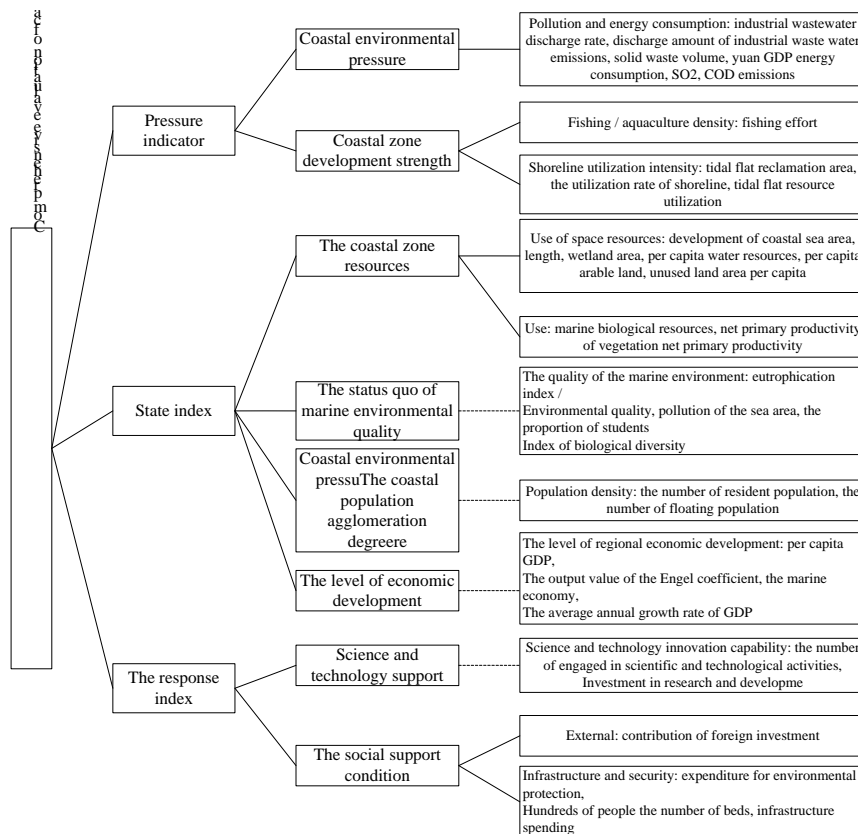 Comprehensive evaluation of
Pressure indicator
Coastal environmental pressure
Pollution and energy consumption: industrial wastewater
discharge rate, discharge amount of industrial waste water
emissions, solid waste volume, yuan GDP energy
consumption, SO2, COD emissions
Coastal zone
development strength
Fishing / aquaculture density: fishing effort
Shoreline utilization intensity: tidal flat reclamation area,
the utilization rate of shoreline, tidal flat resource
utilization
State index
The coastal zone
resources
Use of space resources: development of coastal sea area,
length, wetland area, per capita water resources, per capita
arable land, unused land area per capita
Use: marine biological resources, net primary productivity
of vegetation net primary productivity
The status quo of
marine environmental
quality
The quality of the marine environment: eutrophication
index /
Environmental quality, pollution of the sea area, the
proportion of students
Index of biological diversity
Coastal environmental
pressuThe coastal
population
agglomeration
degreere
Population density: the number of resident population, the
number of floating population
The level of economic
development
The level of regional economic development: per capita
GDP,
The output value of the Engel coefficient, the marine
economy,
The average annual growth rate of GDP
The response
index
Science and
technology support
Science and technology innovation capability: the number
of engaged in scientific and technological activities,
Investment in research and developme
The social support
condition
External: contribution of foreign investment
Infrastructure and security: expenditure for environmental
protection,
Hundreds of people the number of beds, infrastructure
spending